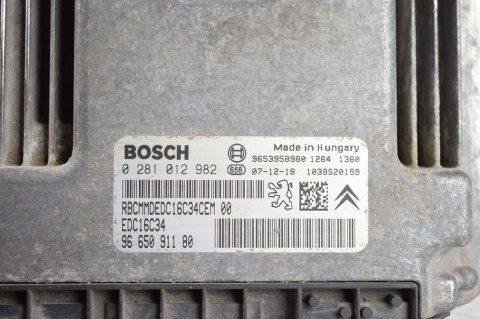 BOSCH
Made in Hungary
9653958980 1264 1360
0 281 012 982
658 07-12-18 1039S20159
RBCMMDEDC16C34CEM 00
EDC16C34
96 650 911 80